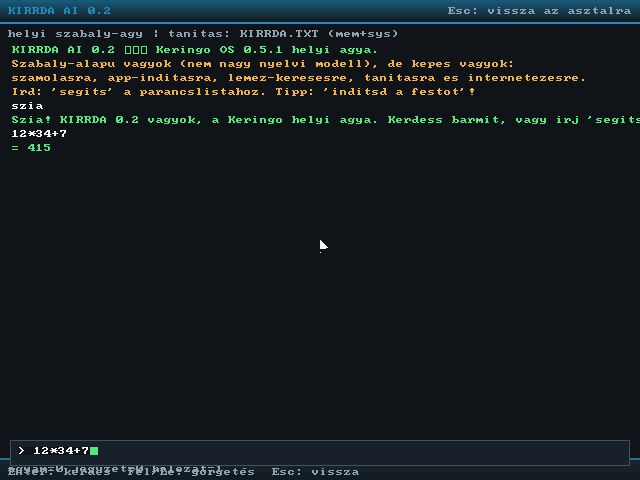 KIRRDA AI 0.2
Esc: vissza az asztalra
helyi szabaly-agy ¦ tanitas: KIRRDA.TXT (mem+sys)
KIRRDA AI 0.2 □□□ Keringo OS 0.5.1 helyi agya.
Szabaly-alapu vagyok (nem nagy nyelvi modell), de kepes vagyok:
szamolasra, app-inditasra, lemez-keresesre, tanitasra es internetezesre.
Ird: 'segits' a parancslistahoz. Tipp: 'inditsd a festot'!
szia
Szia! KIRRDA 0.2 vagyok, a Keringo helyi agya. Kerdess barmit, vagy irj 'segits
12*34+7
= 415
> 12*34+7
Esc: vissza